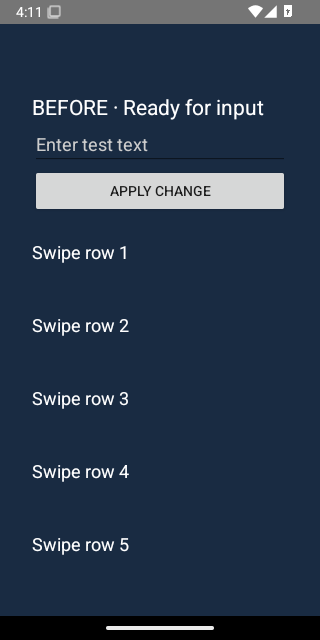 4:11
BEFORE · Ready for input
Enter test text
APPLY CHANGE
Swipe row 1
Swipe row 2
Swipe row 3
Swipe row 4
Swipe row 5